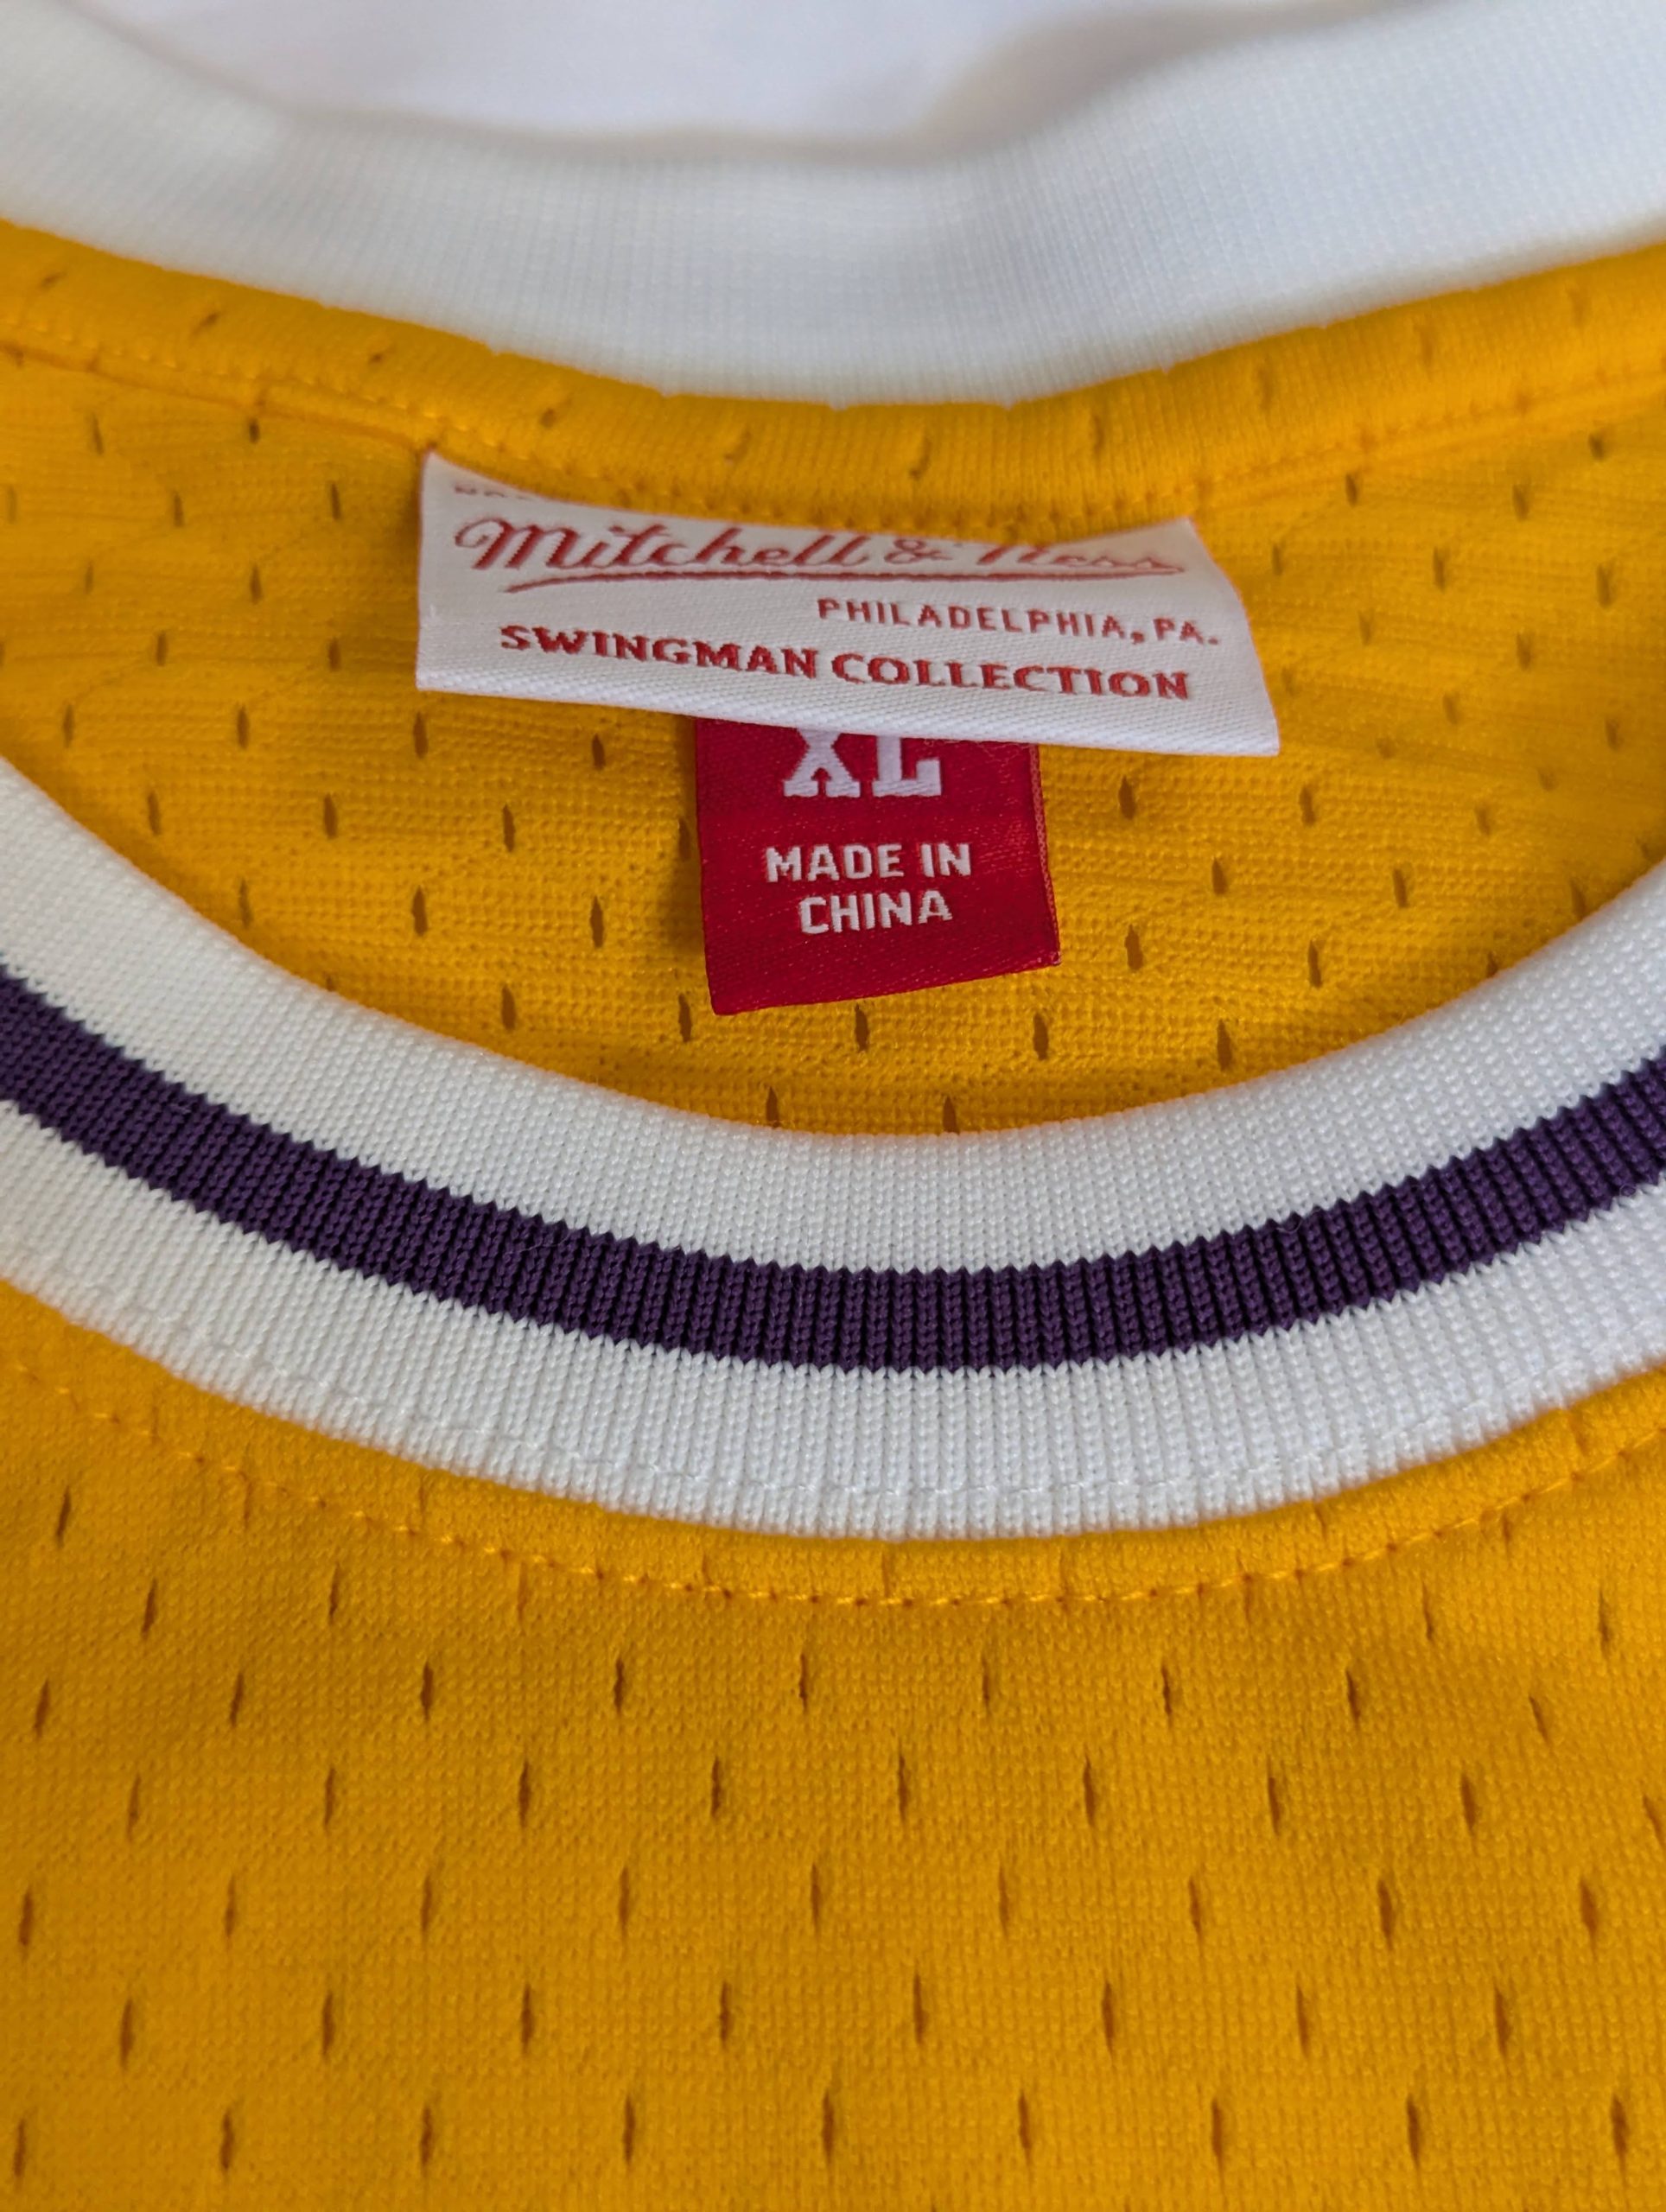 Mitchell & Ness
PHILADELPHIA, PA.
SWINGMAN COLLECTION
XL
MADE IN
CHINA